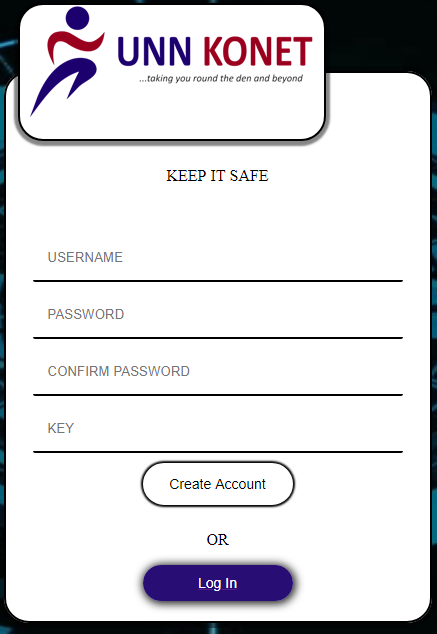 UNN KONET
...taking you round the den and beyond
KEEP IT SAFE
USERNAME
PASSWORD
CONFIRM PASSWORD
KEY
Create Account
OR
Log In